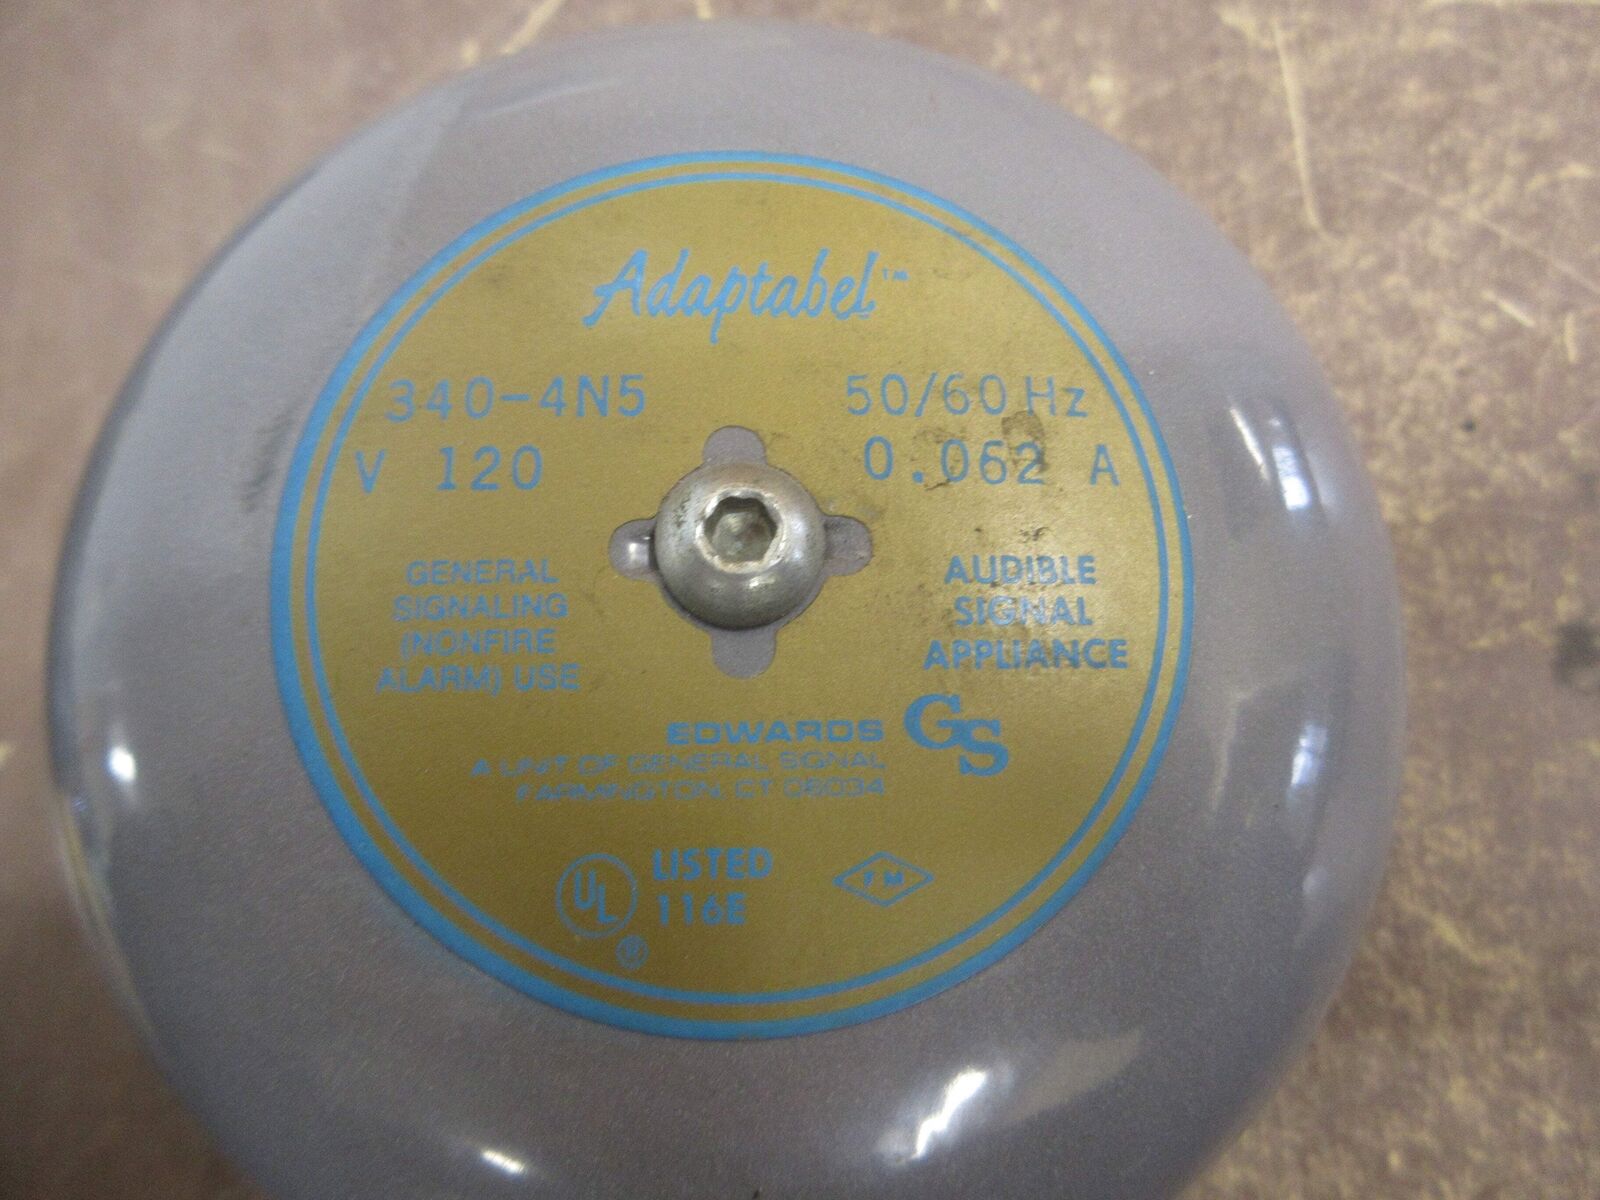 Adaptabel™
340-4N5 50/60 Hz
V 120 0.062 A
GENERAL
SIGNALING
(NONFIRE
ALARM) USE
AUDIBLE
SIGNAL
APPLIANCE
EDWARDS GS
A UNIT OF GENERAL SIGNAL
FARMINGTON, CT 06034
UL LISTED
116E
®